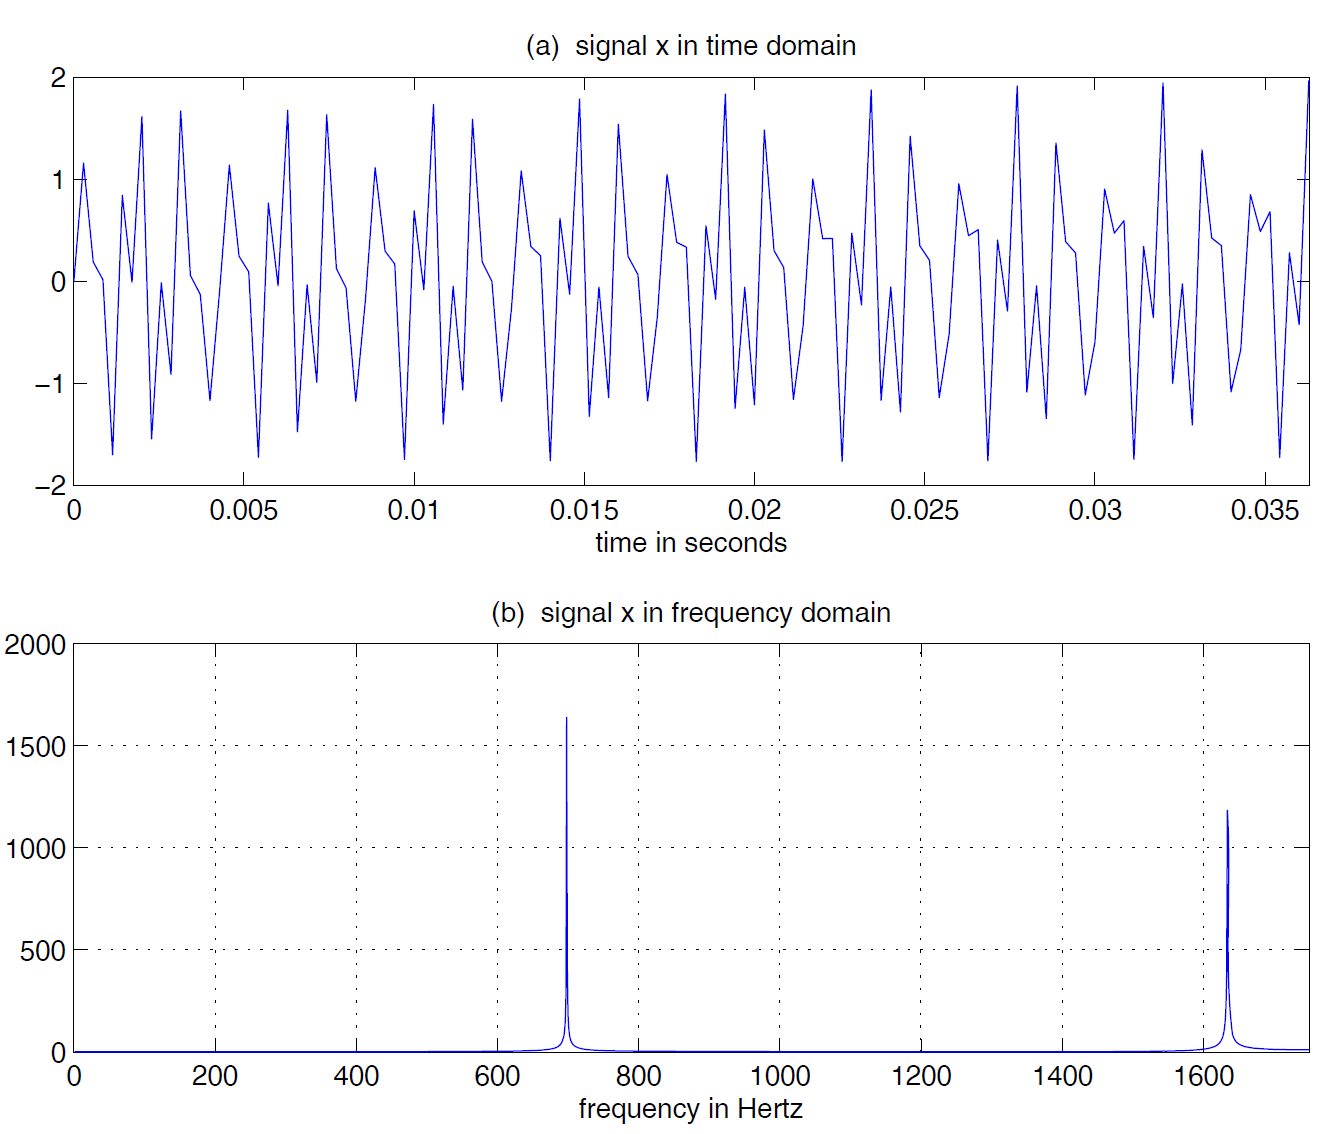 (a) signal x in time domain
2
1
0
−1
−2
0 0.005 0.01 0.015 0.02 0.025 0.03 0.035
time in seconds
(b) signal x in frequency domain
2000
1500
1000
500
0
0 200 400 600 800 1000 1200 1400 1600
frequency in Hertz